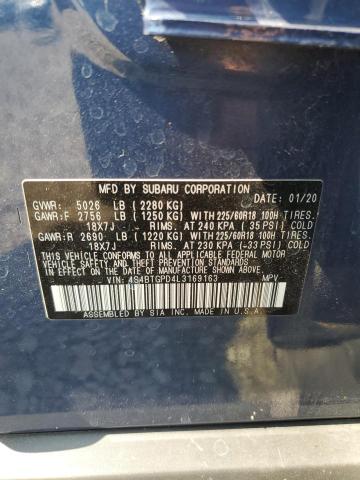 MFD BY SUBARU CORPORATION
GVWR: 5026 LB (2280 KG) DATE: 01/20
GAWR:F 2756 LB (1250 KG) WITH 225/60R18 100H TIRES.
18X7J RIMS. AT 240 KPA (35 PSI) COLD
GAWR:R 2690 LB (1220 KG) WITH 225/60R18 100H TIRES.
18X7J RIMS. AT 230 KPA (-33 PSI) COLD
THIS VEHICLE CONFORMS TO ALL APPLICABLE FEDERAL MOTOR
VEHICLE SAFETY AND THEFT PREVENTION STANDARDS IN
EFFECT ON THE DATE OF MANUFACTURE SHOWN ABOVE.
VIN: 4S4BTGPD4L3169163 MPV
ASSEMBLED BY SIA INC. MADE IN U.S.A.